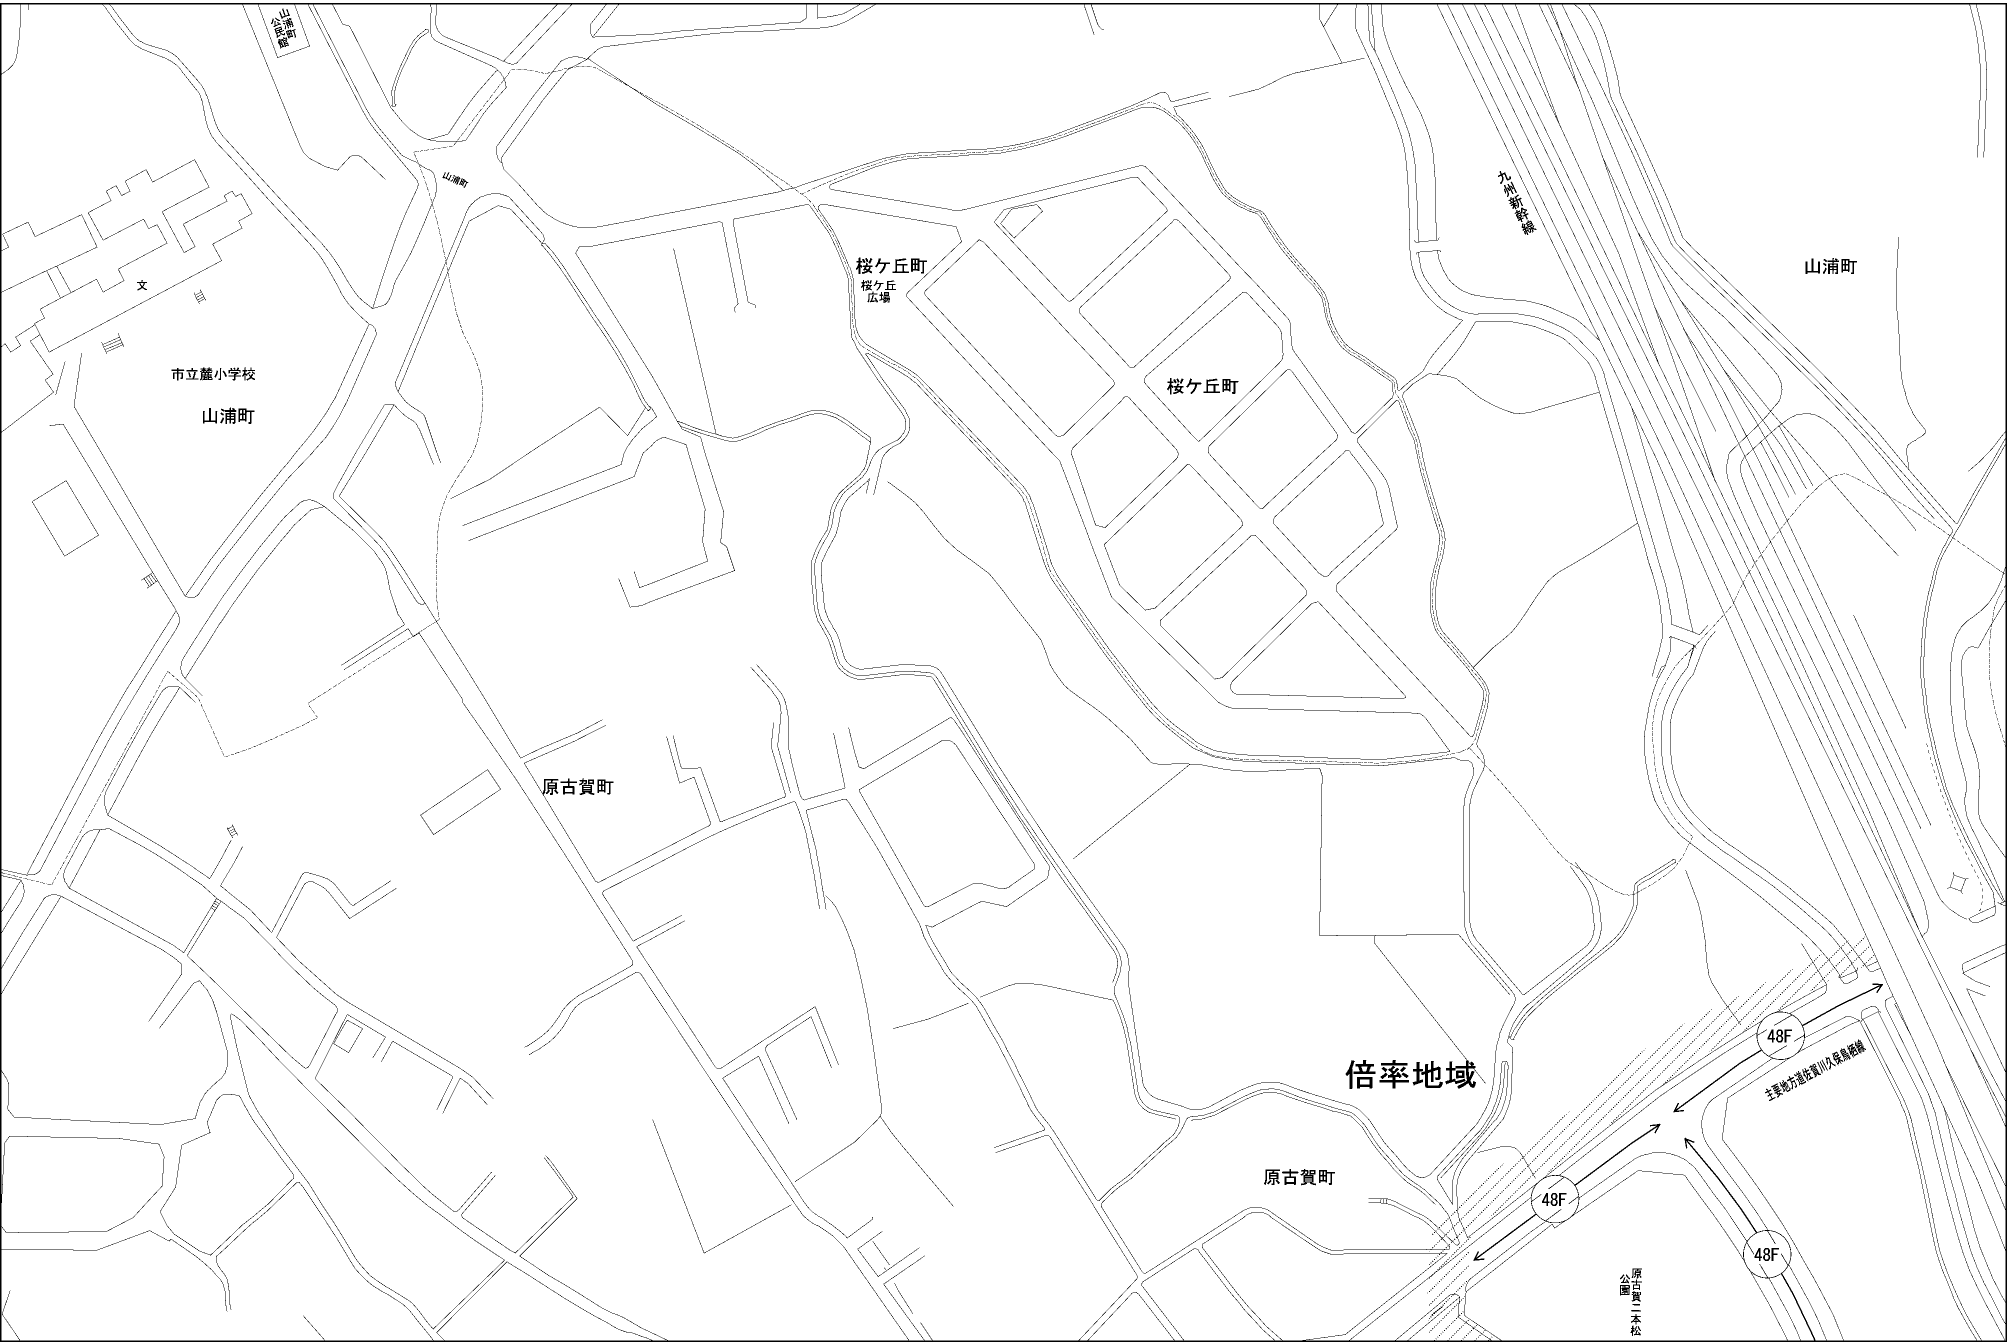 山浦町
公民館
山浦町
九州新幹線
山浦町
桜ケ丘町
桜ケ丘
広場
文
市立麓小学校
山浦町
桜ケ丘町
原古賀町
倍率地域
48F
主要地方道佐賀川久保鳥栖線
原古賀町
48F
48F
原古賀二本松
公園